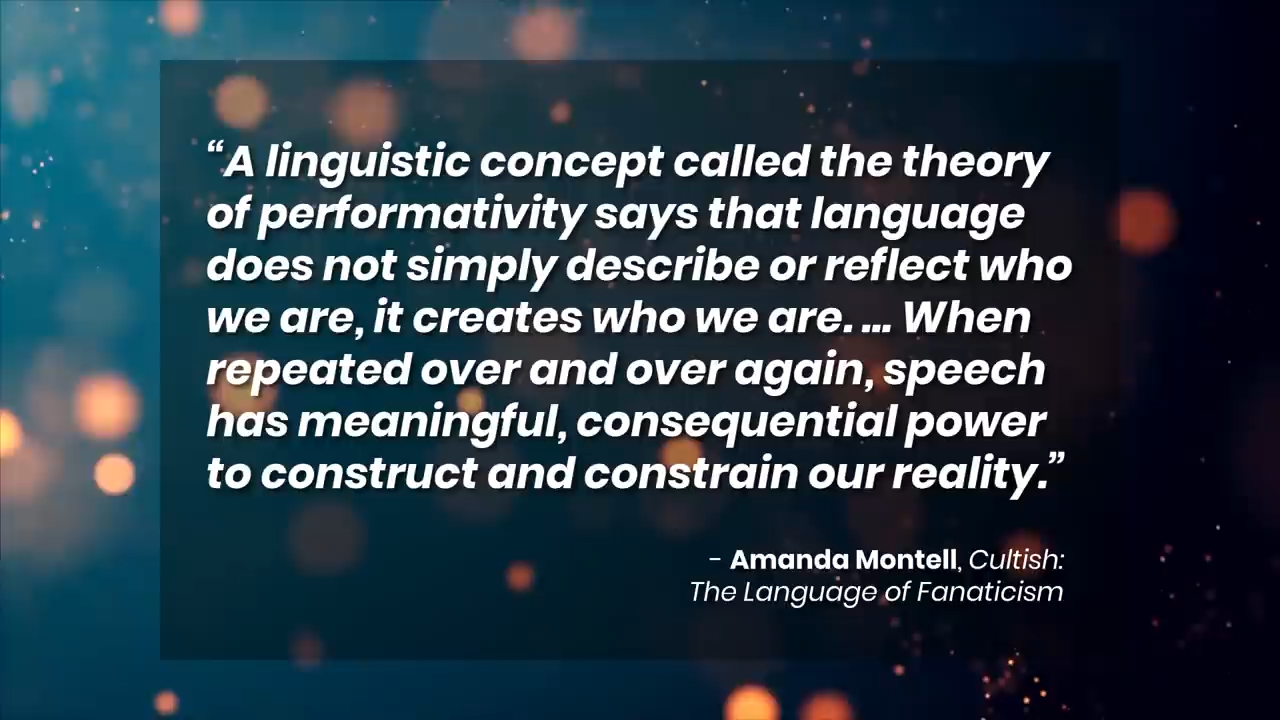 “A linguistic concept called the theory
of performativity says that language
does not simply describe or reflect who
we are, it creates who we are. ... When
repeated over and over again, speech
has meaningful, consequential power
to construct and constrain our reality.”
- Amanda Montell, Cultish:
The Language of Fanaticism